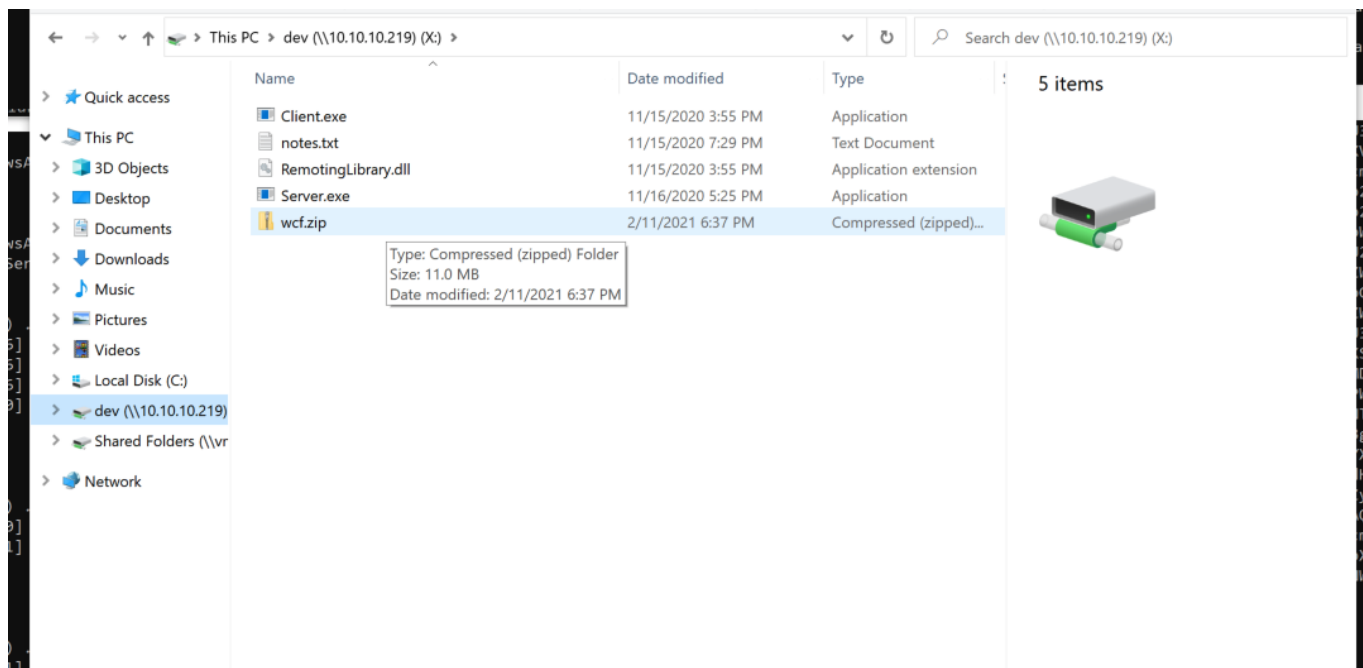 This PC > dev (\\10.10.10.219) (X:) >
Search dev (\\10.10.10.219) (X:)
Quick access
This PC
3D Objects
Desktop
Documents
Downloads
Music
Pictures
Videos
Local Disk (C:)
dev (\\10.10.10.219)
Shared Folders (\\vr
Network
Name Date modified Type
Client.exe 11/15/2020 3:55 PM Application
notes.txt 11/15/2020 7:29 PM Text Document
RemotingLibrary.dll 11/15/2020 3:55 PM Application extension
Server.exe 11/16/2020 5:25 PM Application
wcf.zip 2/11/2021 6:37 PM Compressed (zipped)...
Type: Compressed (zipped) Folder
Size: 11.0 MB
Date modified: 2/11/2021 6:37 PM
5 items